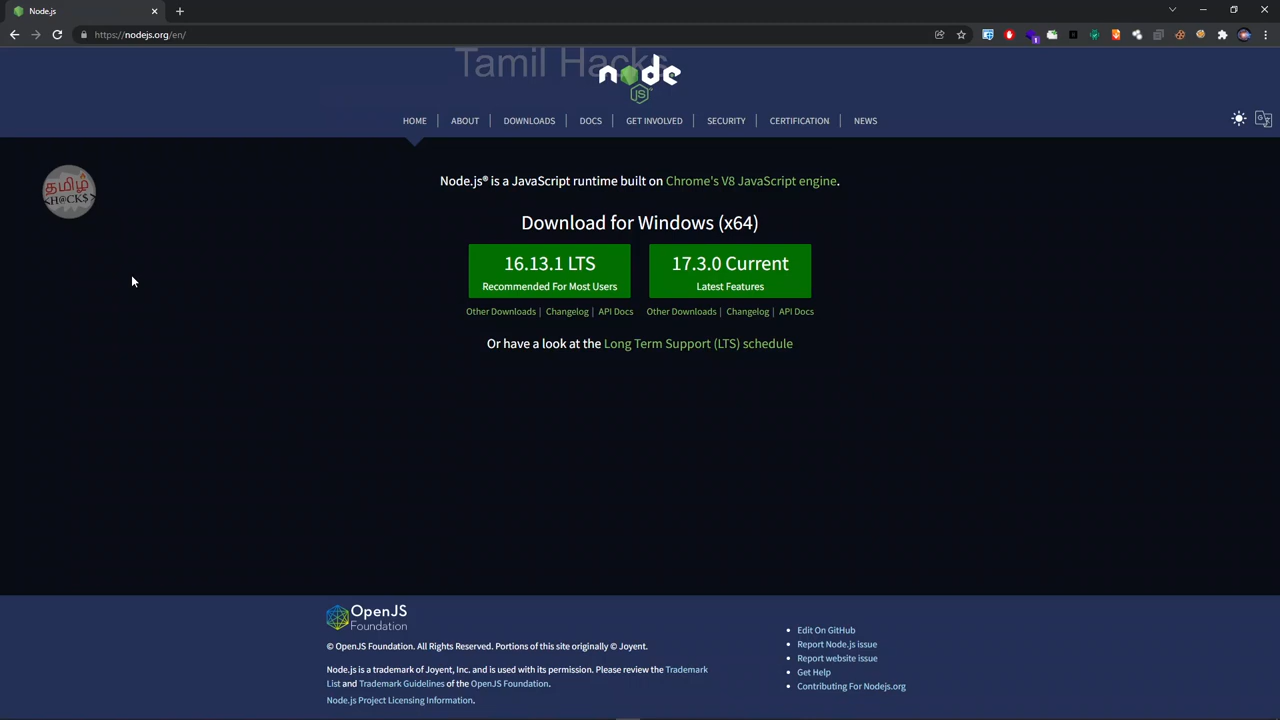 Node.js
https://nodejs.org/en/
Tamil Hacks
node
JS
HOME | ABOUT | DOWNLOADS | DOCS | GET INVOLVED | SECURITY | CERTIFICATION | NEWS
தமிழ்
<H@CK$>
Node.js® is a JavaScript runtime built on Chrome's V8 JavaScript engine.
Download for Windows (x64)
16.13.1 LTS
Recommended For Most Users
17.3.0 Current
Latest Features
Other Downloads | Changelog | API Docs
Other Downloads | Changelog | API Docs
Or have a look at the Long Term Support (LTS) schedule
OpenJS
Foundation
© OpenJS Foundation. All Rights Reserved. Portions of this site originally © Joyent.
Node.js is a trademark of Joyent, Inc. and is used with its permission. Please review the Trademark
List and Trademark Guidelines of the OpenJS Foundation.
Node.js Project Licensing Information.
Edit On GitHub
Report Node.js issue
Report website issue
Get Help
Contributing For Nodejs.org